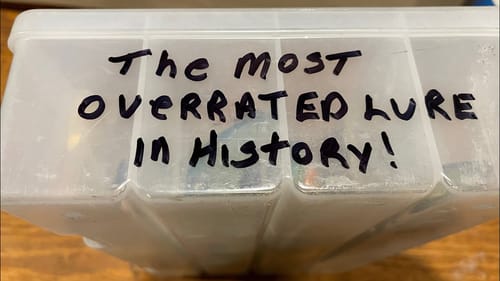 The MOST
OVeRRATED LURE
In HISTORY!